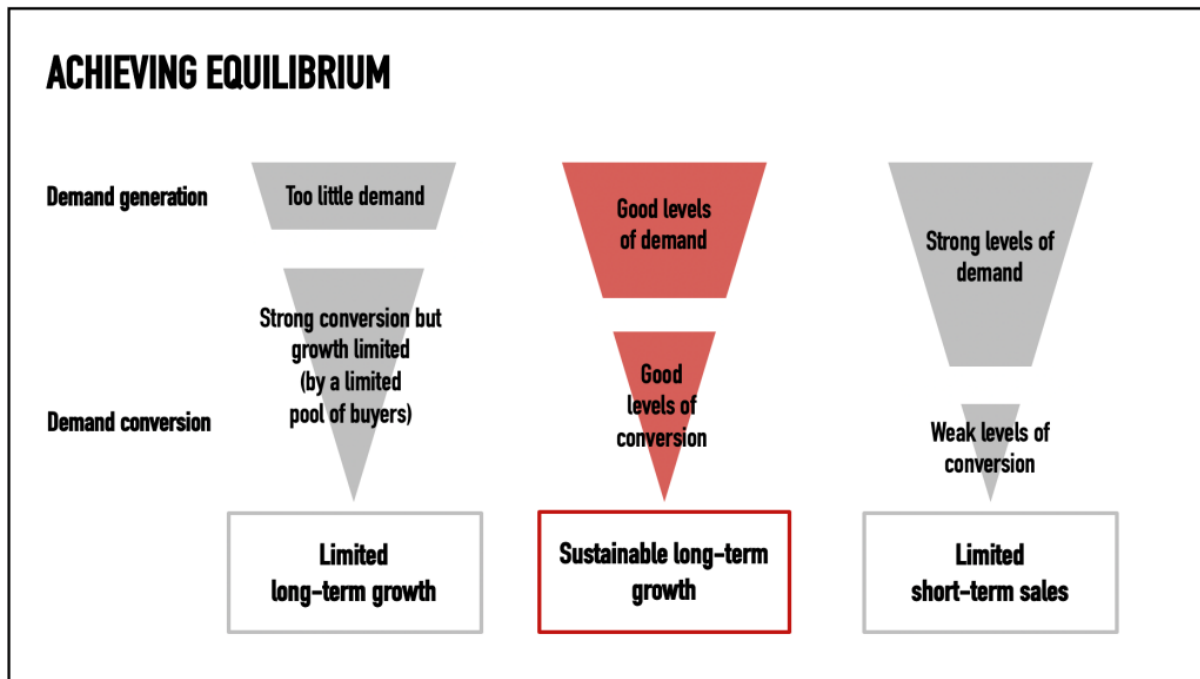 ACHIEVING EQUILIBRIUM
Demand generation
Too little demand
Good levels
of demand
Strong levels of
demand
Demand conversion
Strong conversion but
growth limited
(by a limited
pool of buyers)
Good
levels of
conversion
Weak levels of
conversion
Limited
long-term growth
Sustainable long-term
growth
Limited
short-term sales